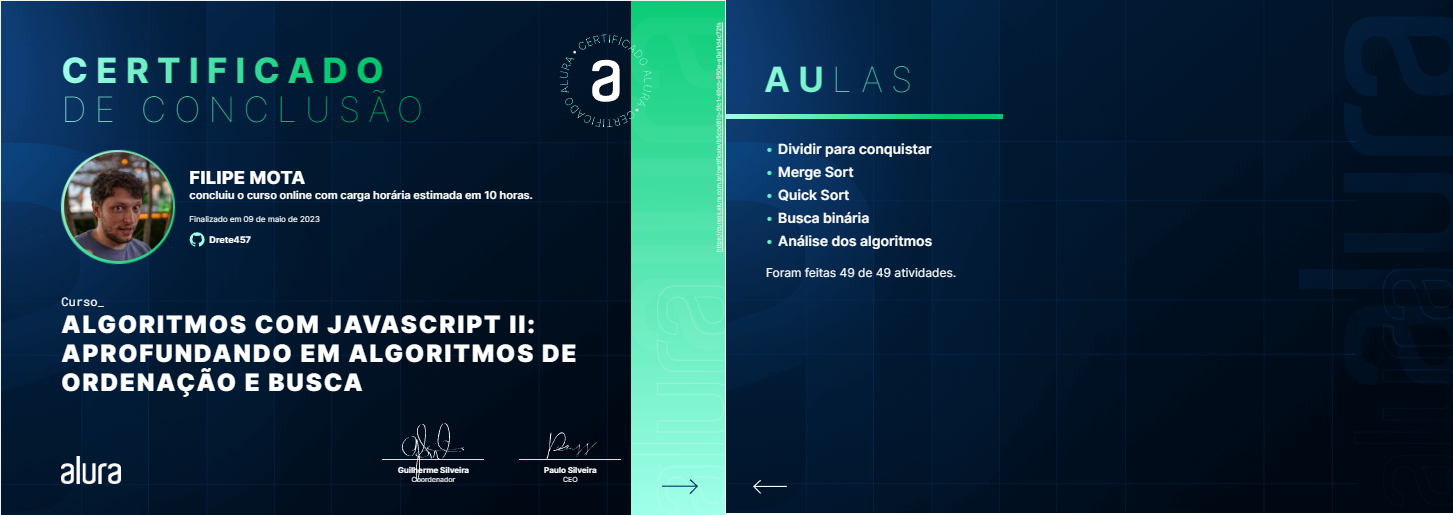 CERTIFICADO
DE CONCLUSÃO
CERTIFICADO ALURA • CERTIFICADO ALURA •
a
FILIPE MOTA
concluiu o curso online com carga horária estimada em 10 horas.
Finalizado em 09 de maio de 2023
Drete457
Curso_
ALGORITMOS COM JAVASCRIPT II:
APROFUNDANDO EM ALGORITMOS DE
ORDENAÇÃO E BUSCA
alura
Guilherme Silveira
Coordenador
Paulo Silveira
CEO
alura
AULAS
• Dividir para conquistar
• Merge Sort
• Quick Sort
• Busca binária
• Análise dos algoritmos
Foram feitas 49 de 49 atividades.
alura